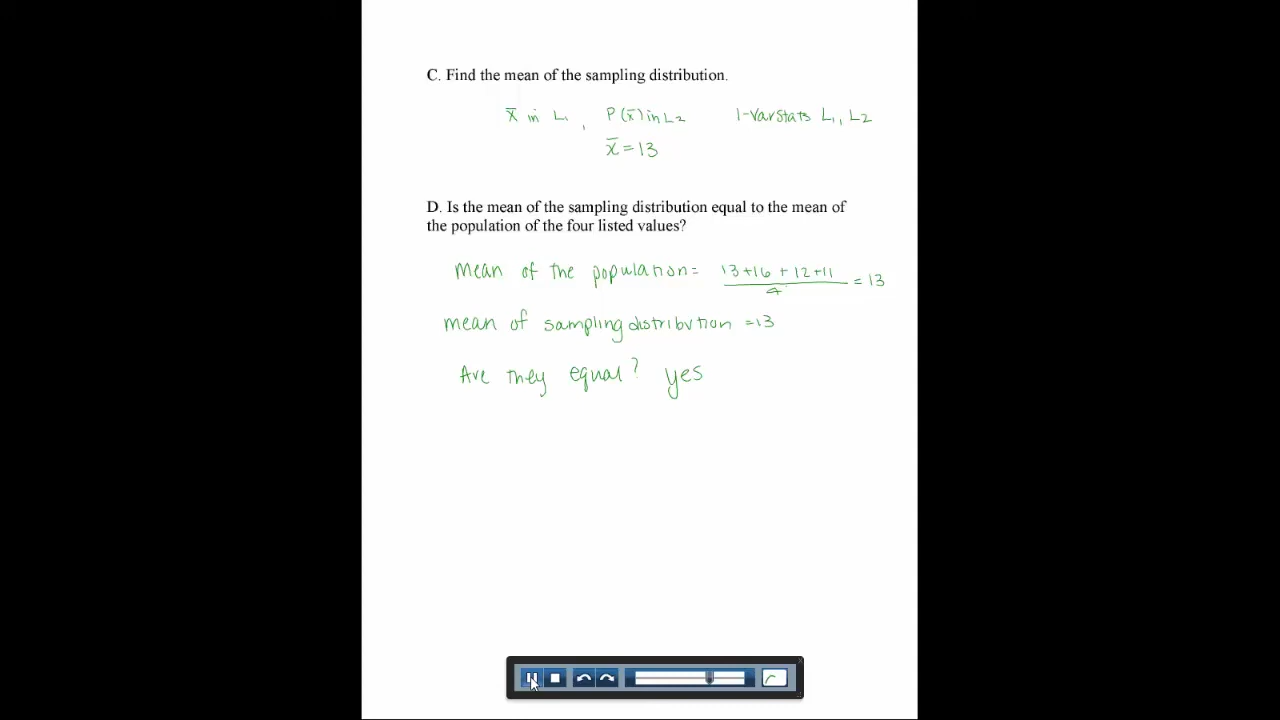 C. Find the mean of the sampling distribution.
x̄ in L₁, P(x̄) in L2 1-VarStats L₁, L2
x̄ = 13
D. Is the mean of the sampling distribution equal to the mean of
the population of the four listed values?
Mean of the population = 13+16+12+11 / 4 = 13
mean of sampling distribution = 13
Are they equal? yes